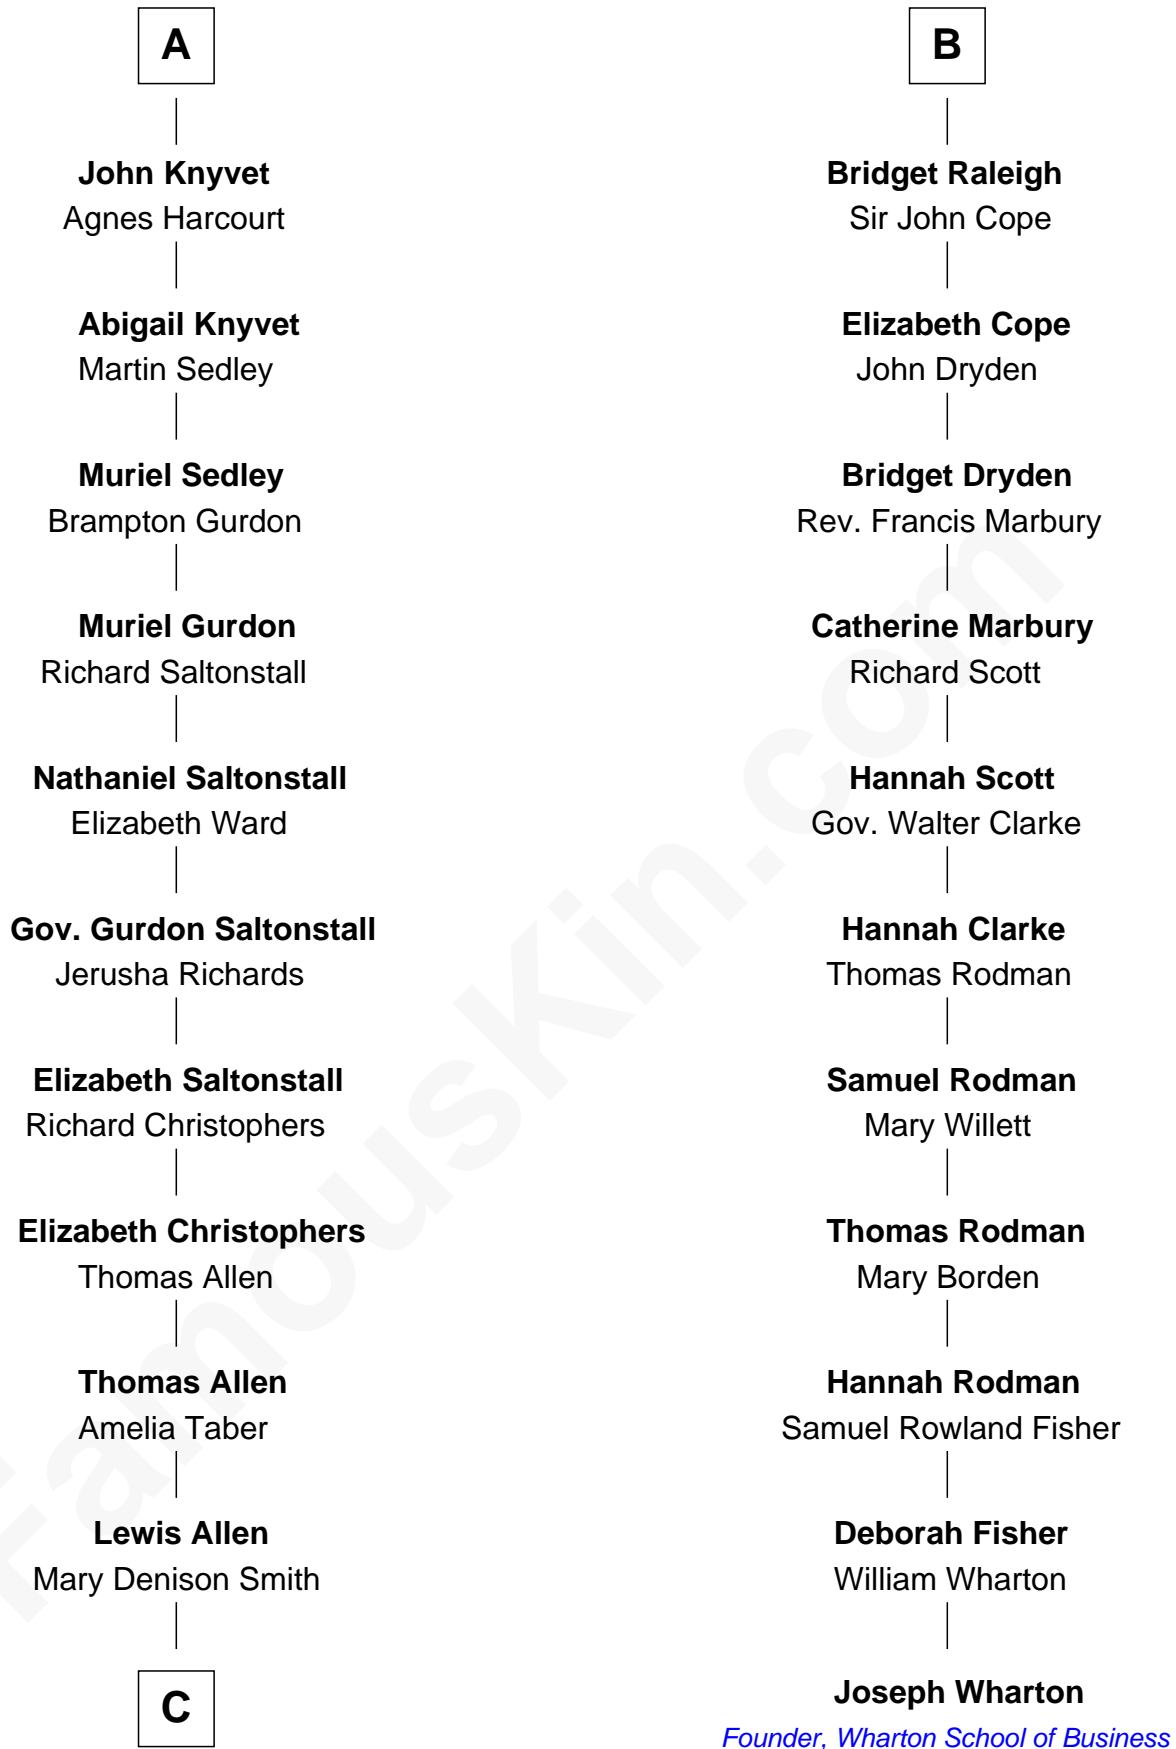 A
John Knyvet
Agnes Harcourt
Abigail Knyvet
Martin Sedley
Muriel Sedley
Brampton Gurdon
Muriel Gurdon
Richard Saltonstall
Nathaniel Saltonstall
Elizabeth Ward
Gov. Gurdon Saltonstall
Jerusha Richards
Elizabeth Saltonstall
Richard Christophers
Elizabeth Christophers
Thomas Allen
Thomas Allen
Amelia Taber
Lewis Allen
Mary Denison Smith
C
B
Bridget Raleigh
Sir John Cope
Elizabeth Cope
John Dryden
Bridget Dryden
Rev. Francis Marbury
Catherine Marbury
Richard Scott
Hannah Scott
Gov. Walter Clarke
Hannah Clarke
Thomas Rodman
Samuel Rodman
Mary Willett
Thomas Rodman
Mary Borden
Hannah Rodman
Samuel Rowland Fisher
Deborah Fisher
William Wharton
Joseph Wharton
Founder, Wharton School of Business
FamousKin.com